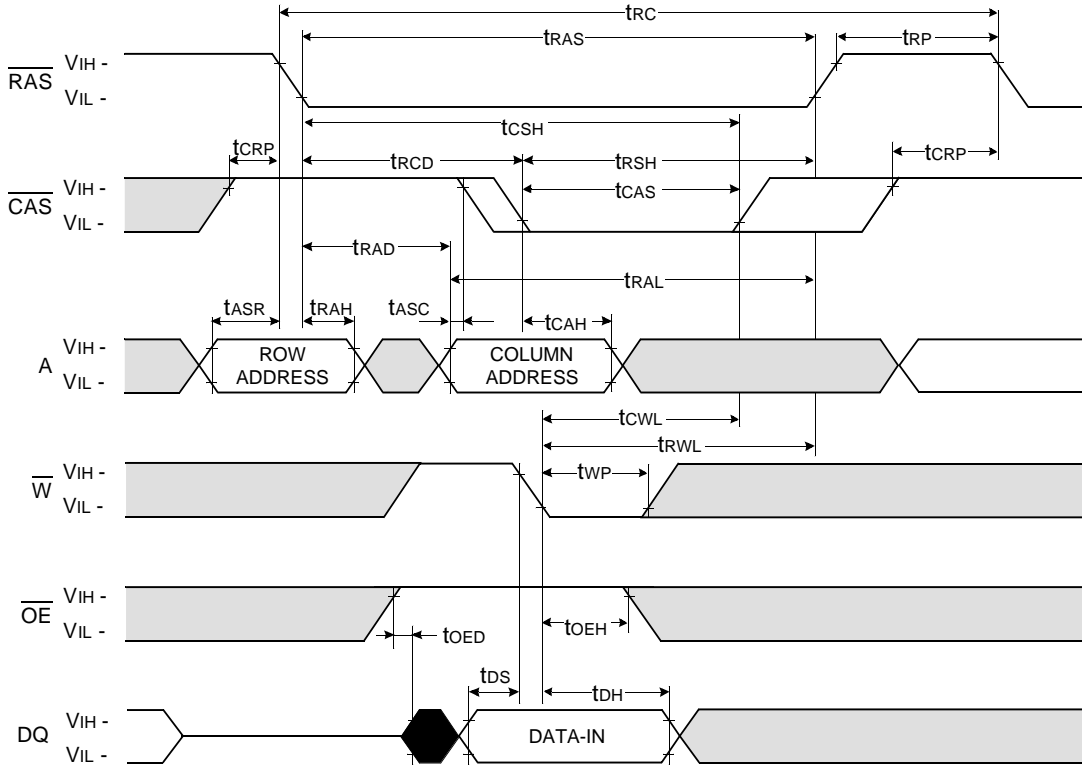 tRC
tRAS
tRP
RAS
VIH -
VIL -
tCSH
tCRP
tRCD
tRSH
tCRP
CAS
VIH -
VIL -
tCAS
tRAD
tRAL
tASR
tRAH
tASC
tCAH
A
VIH -
VIL -
ROW
ADDRESS
COLUMN
ADDRESS
tCWL
tRWL
W
VIH -
VIL -
tWP
OE
VIH -
VIL -
tOED
tOEH
tDS
tDH
DQ
VIH -
VIL -
DATA-IN